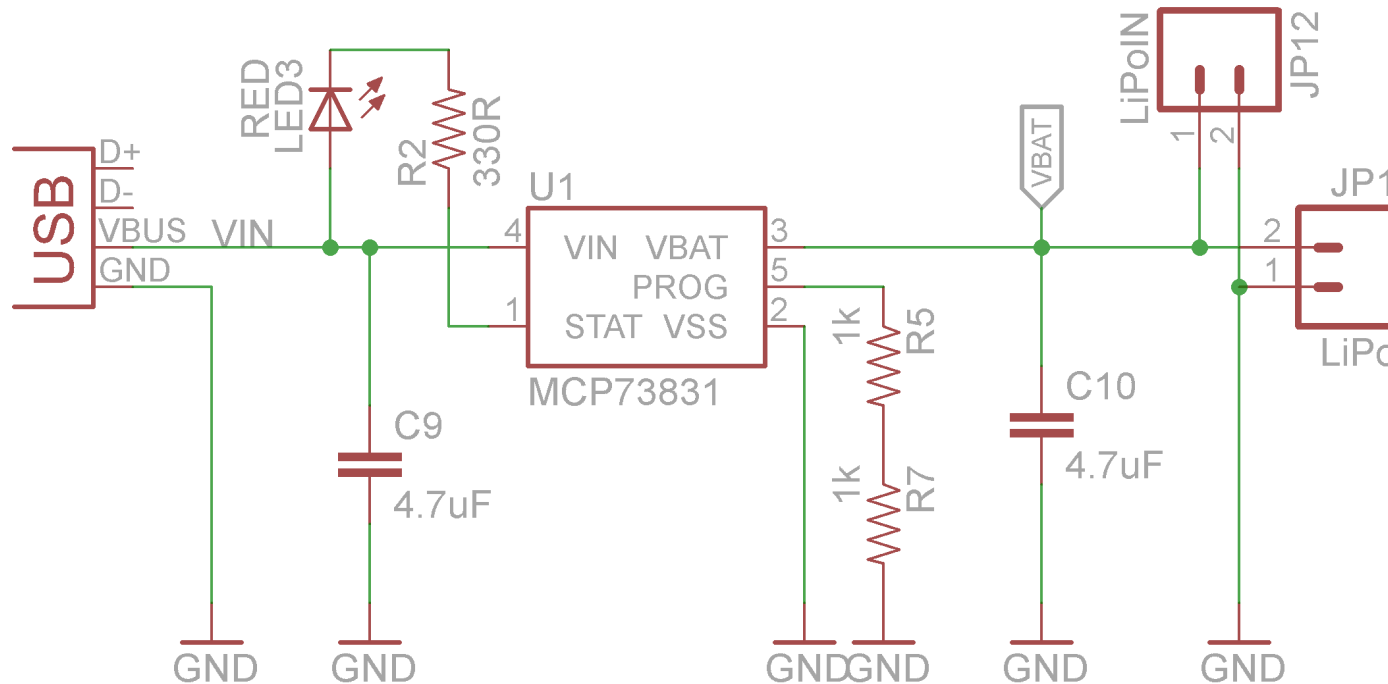 LiPoIN
JP12
1
2
RED
LED3
R2
330R
USB
D+
D-
VBUS
GND
VIN
U1
4
VIN
VBAT
3
PROG
5
1
STAT
VSS
2
MCP73831
VBAT
JP1
2
1
LiPo
1k
R5
1k
R7
C9
4.7uF
C10
4.7uF
GND
GND
GND
GND
GND
GND